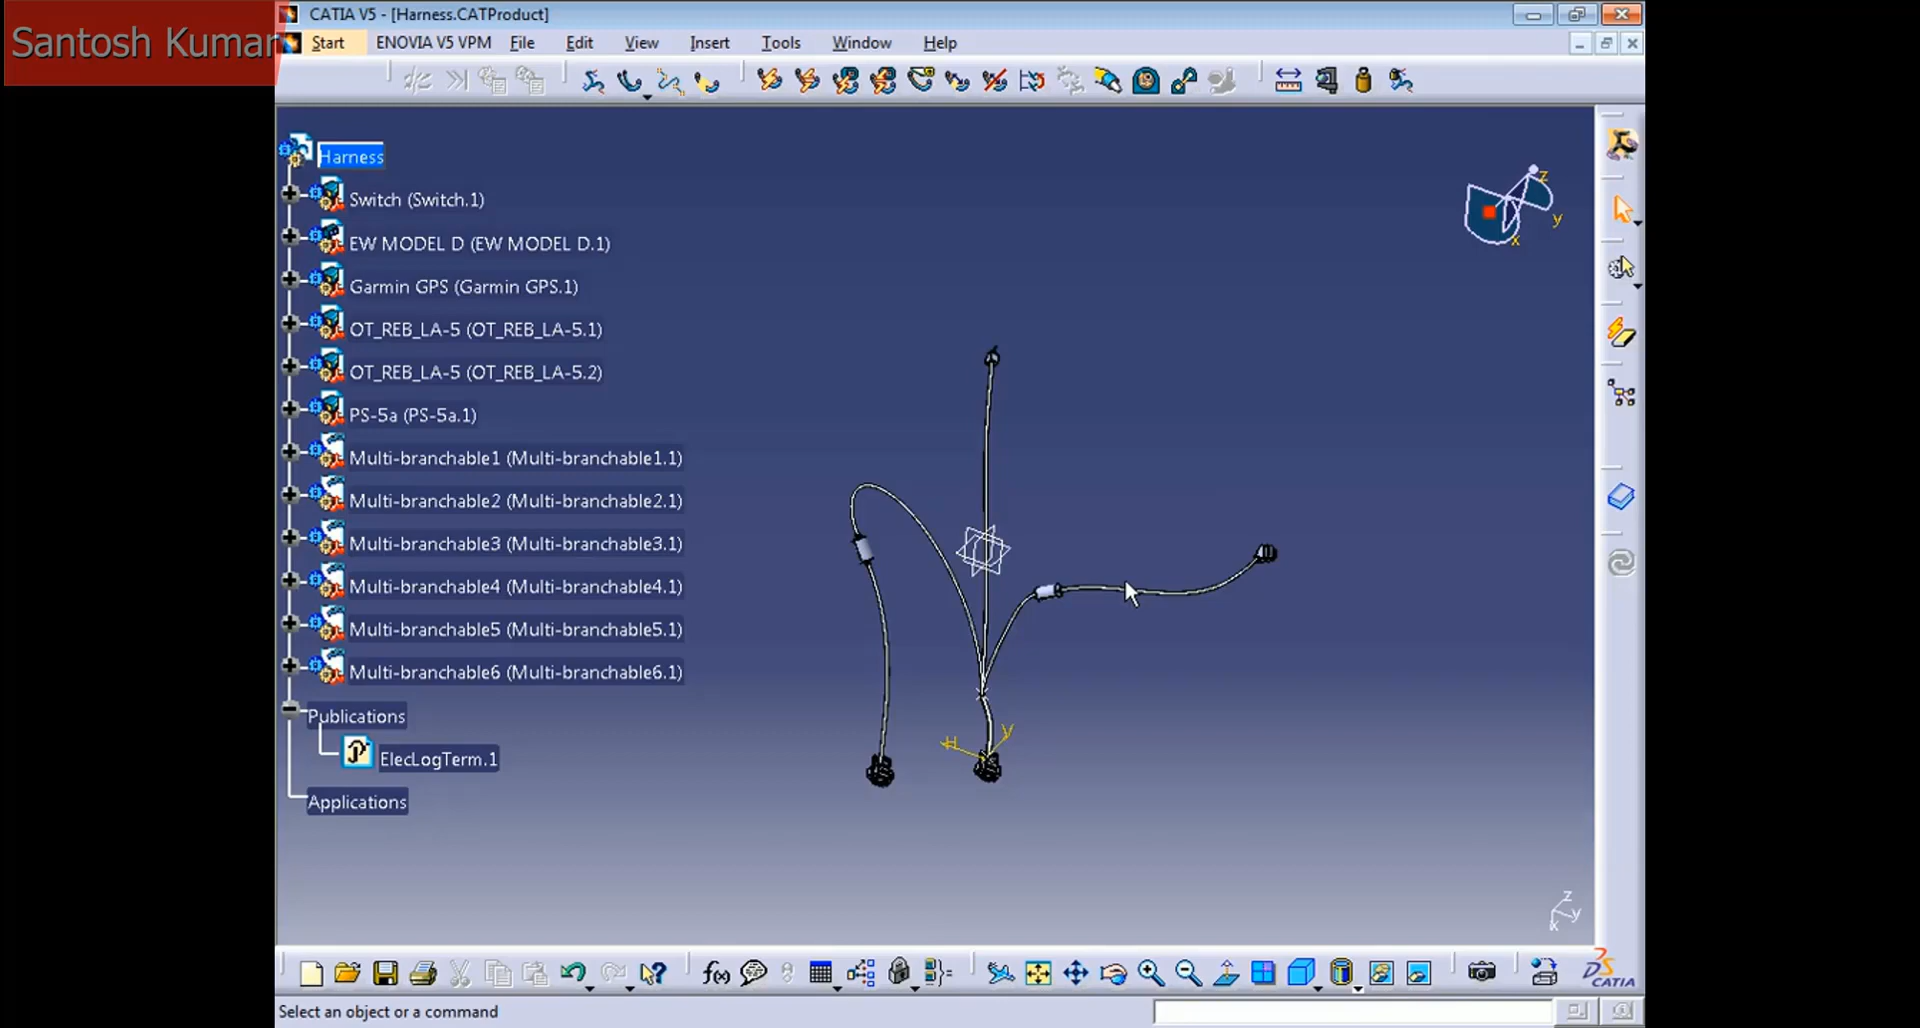 Santosh Kumar
CATIA V5 - [Harness.CATProduct]
Start ENOVIA V5 VPM File Edit View Insert Tools Window Help
Harness
Switch (Switch.1)
EW MODEL D (EW MODEL D.1)
Garmin GPS (Garmin GPS.1)
OT_REB_LA-5 (OT_REB_LA-5.1)
OT_REB_LA-5 (OT_REB_LA-5.2)
PS-5a (PS-5a.1)
Multi-branchable1 (Multi-branchable1.1)
Multi-branchable2 (Multi-branchable2.1)
Multi-branchable3 (Multi-branchable3.1)
Multi-branchable4 (Multi-branchable4.1)
Multi-branchable5 (Multi-branchable5.1)
Multi-branchable6 (Multi-branchable6.1)
Publications
ElecLogTerm.1
Applications
z
y
x
H
V
z
y
x
f(x)
CATIA
Select an object or a command